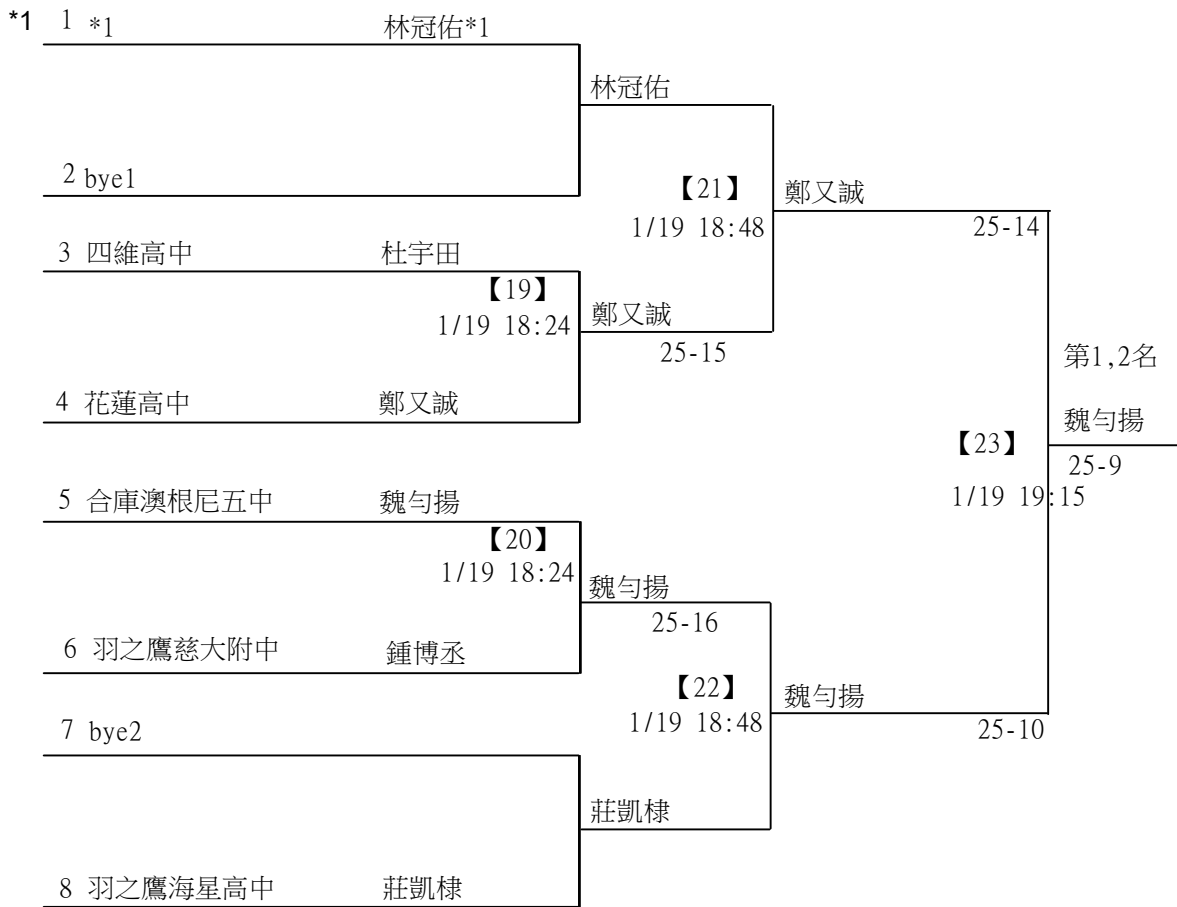 *1 1 *1 林冠佑*1
林冠佑
2 bye1
【21】
1/19 18:48
鄭又誠
25-14
3 四維高中 杜宇田
【19】
1/19 18:24
鄭又誠
25-15
4 花蓮高中 鄭又誠
第1,2名
魏勻揚
25-9
【23】
1/19 19:15
5 合庫澳根尼五中 魏勻揚
【20】
1/19 18:24
魏勻揚
25-16
6 羽之鷹慈大附中 鍾博丞
【22】
1/19 18:48
魏勻揚
25-10
7 bye2
莊凱棣
8 羽之鷹海星高中 莊凱棣